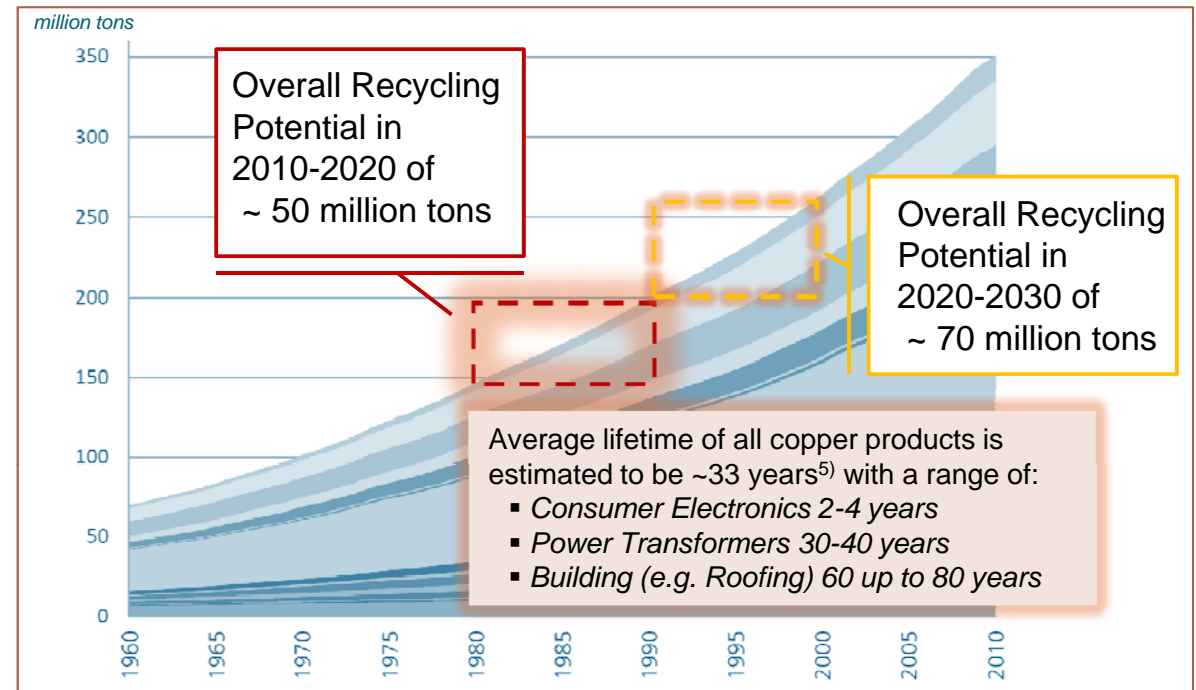 million tons
350
300
250
200
150
100
50
0
Overall Recycling
Potential in
2010-2020 of
~ 50 million tons
Overall Recycling
Potential in
2020-2030 of
~ 70 million tons
Average lifetime of all copper products is
estimated to be ~33 years5) with a range of:
▪ Consumer Electronics 2-4 years
▪ Power Transformers 30-40 years
▪ Building (e.g. Roofing) 60 up to 80 years
1960
1965
1970
1975
1980
1985
1990
1995
2000
2005
2010